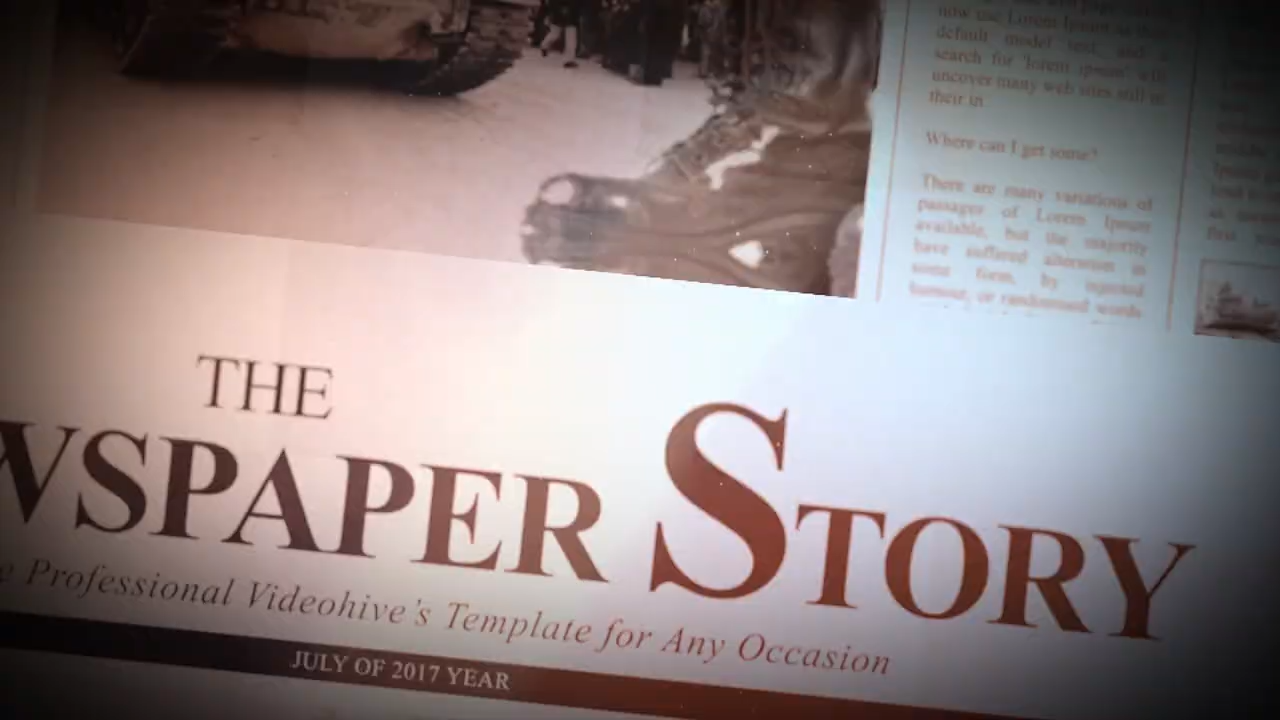 now use Lorem Ipsum as their
default model text, and a
search for 'lorem ipsum' will
uncover many web sites still in
their in
Where can I get some?
There are many variations of
passages of Lorem Ipsum
available, but the majority
have suffered alteration in
some form, by injected
humour, or randomised words
THE
WSPAPER STORY
e Professional Videohive's Template for Any Occasion
JULY OF 2017 YEAR